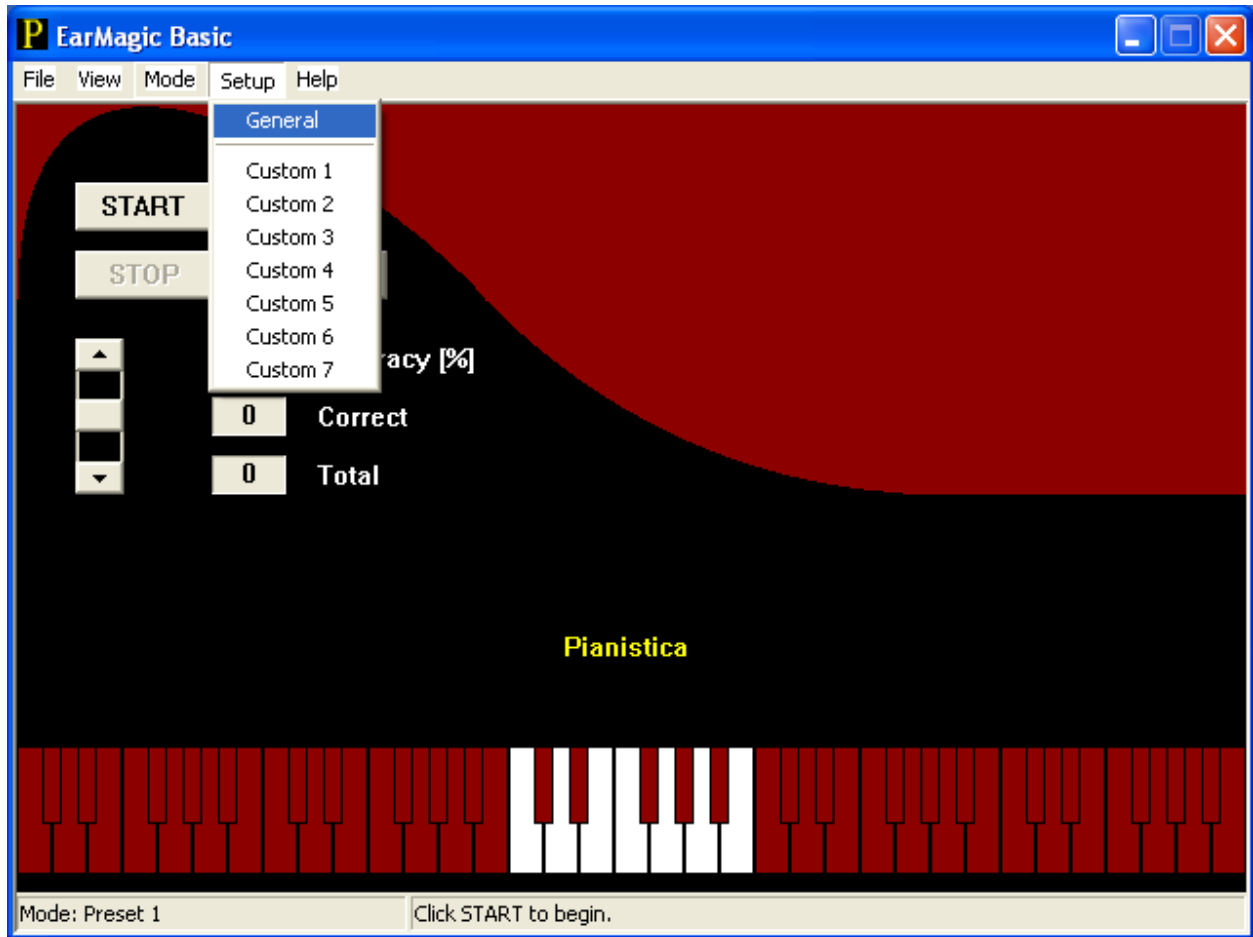 P EarMagic Basic
File View Mode Setup Help
General
Custom 1
START Custom 2
Custom 3
STOP Custom 4
Custom 5
Custom 6
racy [%]
Custom 7
0 Correct
0 Total
Pianistica
Mode: Preset 1 Click START to begin.